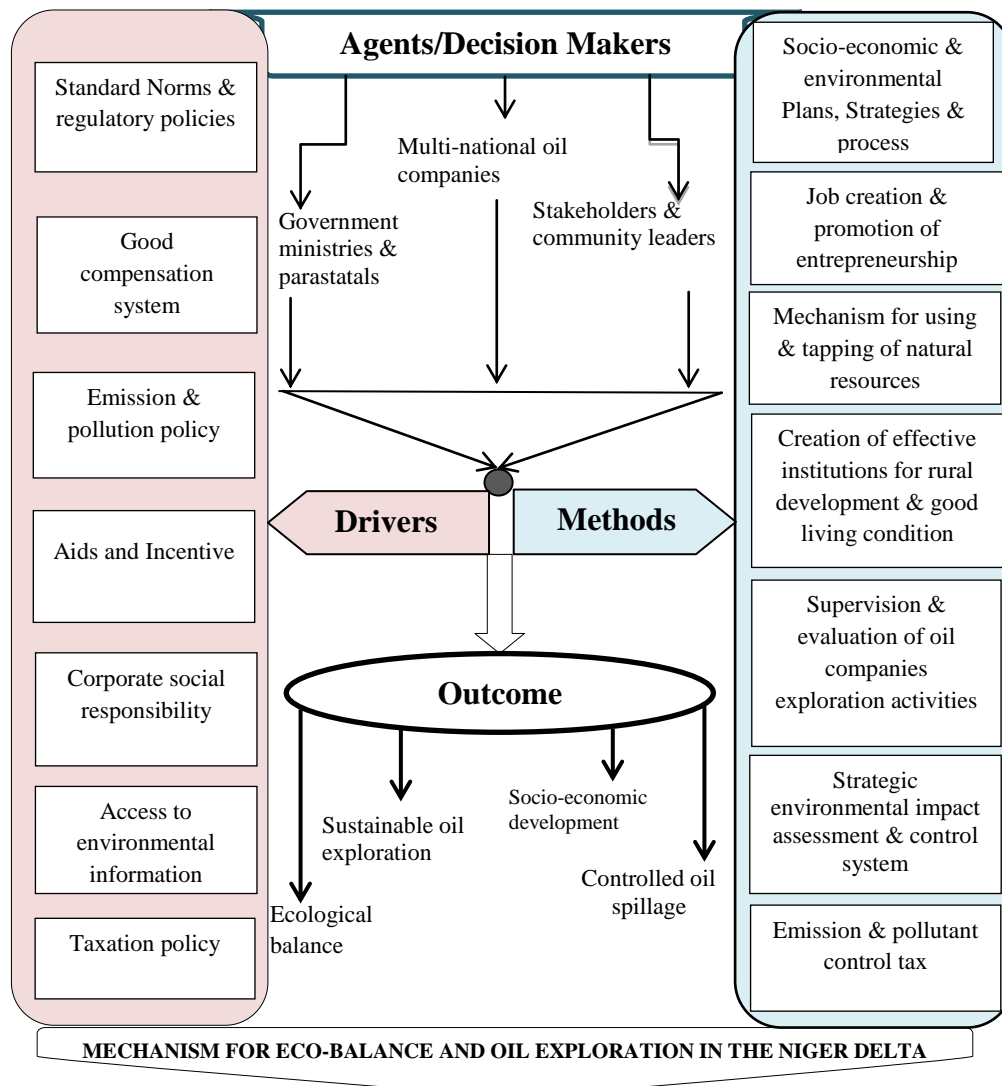 Agents/Decision Makers
Standard Norms &
regulatory policies
Good
compensation
system
Emission &
pollution policy
Aids and Incentive
Corporate social
responsibility
Access to
environmental
information
Taxation policy
Multi-national oil
companies
Government
ministries &
parastatals
Stakeholders &
community leaders
Drivers
Methods
Outcome
Socio-economic
development
Sustainable oil
exploration
Controlled oil
spillage
Ecological
balance
Socio-economic &
environmental
Plans, Strategies &
process
Job creation &
promotion of
entrepreneurship
Mechanism for using
& tapping of natural
resources
Creation of effective
institutions for rural
development & good
living condition
Supervision &
evaluation of oil
companies
exploration activities
Strategic
environmental impact
assessment & control
system
Emission & pollutant
control tax
MECHANISM FOR ECO-BALANCE AND OIL EXPLORATION IN THE NIGER DELTA